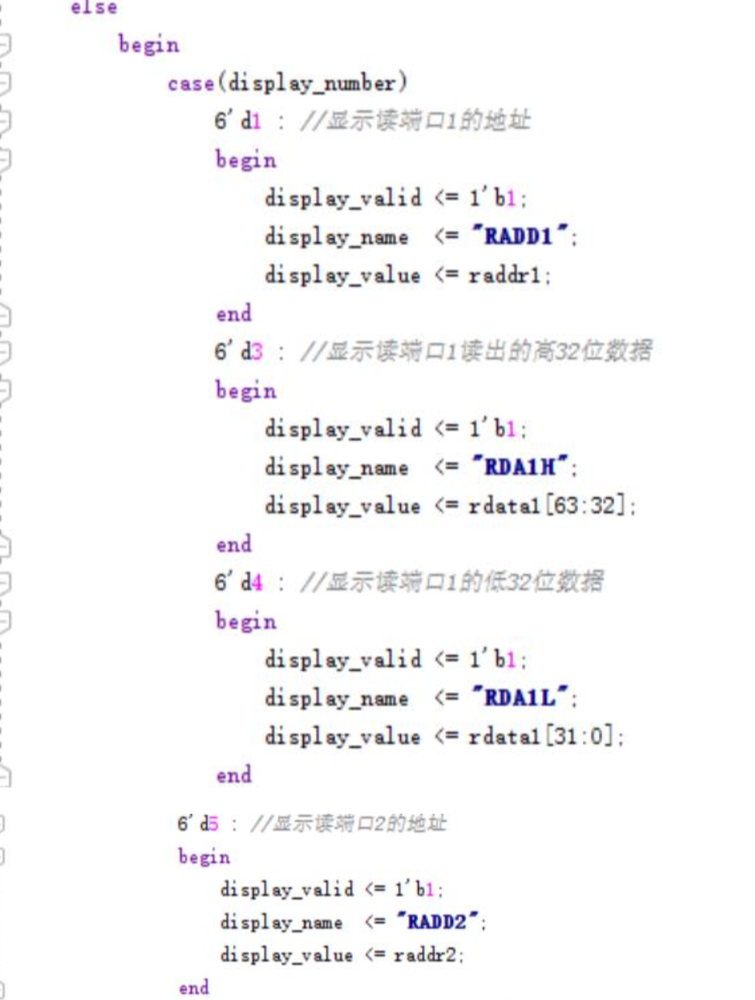 else
begin
case(display_number)
6'd1 : //显示读端口1的地址
begin
display_valid <= 1'b1;
display_name <= "RADD1";
display_value <= raddr1;
end
6'd3 : //显示读端口1读出的高32位数据
begin
display_valid <= 1'b1;
display_name <= "RDA1H";
display_value <= rdata1[63:32];
end
6'd4 : //显示读端口1的低32位数据
begin
display_valid <= 1'b1;
display_name <= "RDA1L";
display_value <= rdata1[31:0];
end
6'd5 : //显示读端口2的地址
begin
display_valid <= 1'b1;
display_name <= "RADD2";
display_value <= raddr2;
end